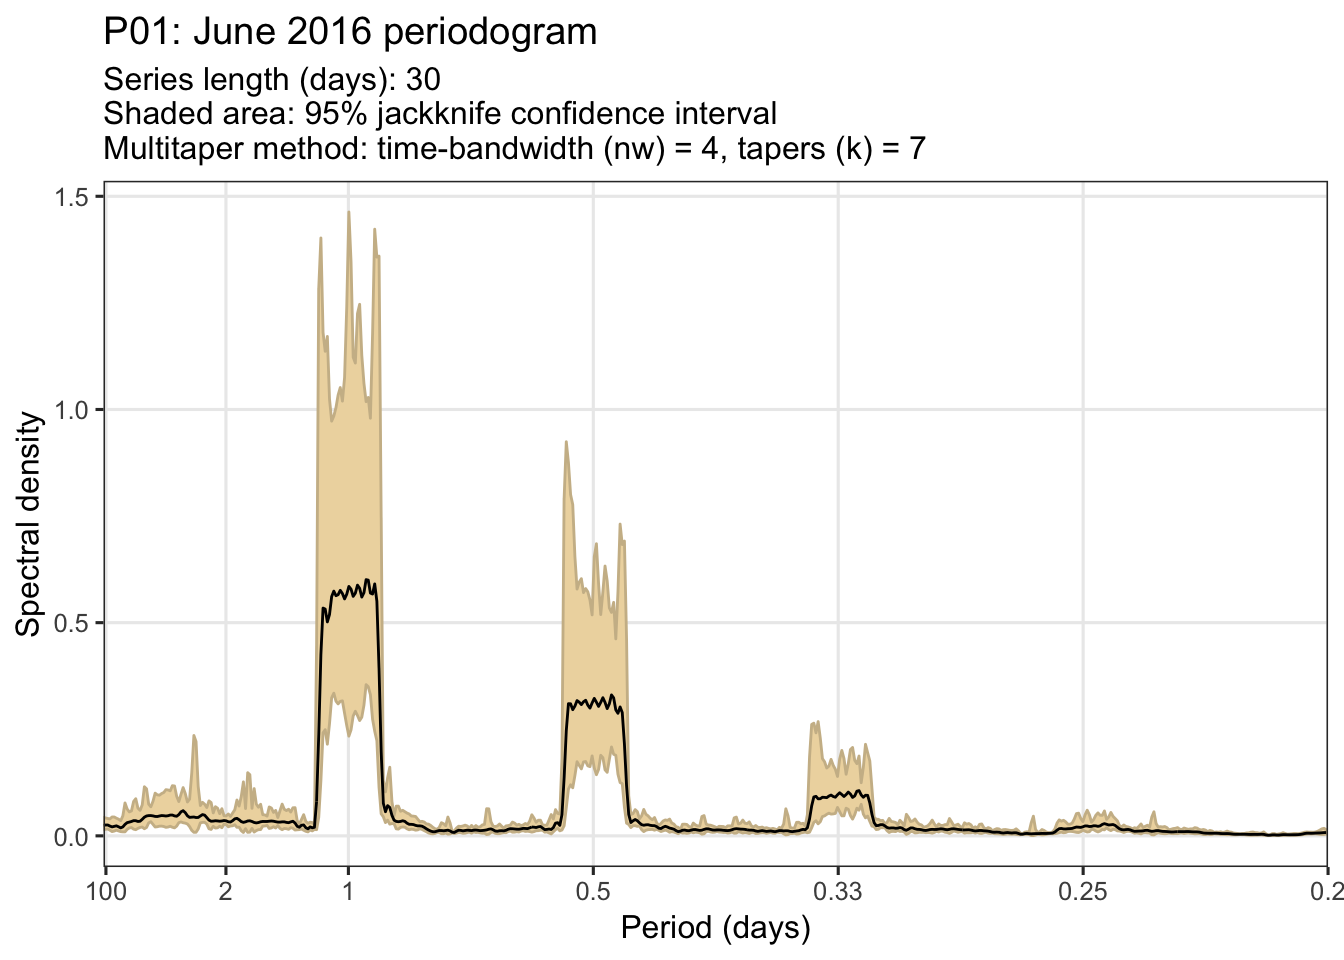 P01: June 2016 periodogram
Series length (days): 30
Shaded area: 95% jackknife confidence interval
Multitaper method: time-bandwidth (nw) = 4, tapers (k) = 7
1.5
1.0
0.5
0.0
Spectral density
100 2 1 0.5 0.33 0.25 0.2
Period (days)